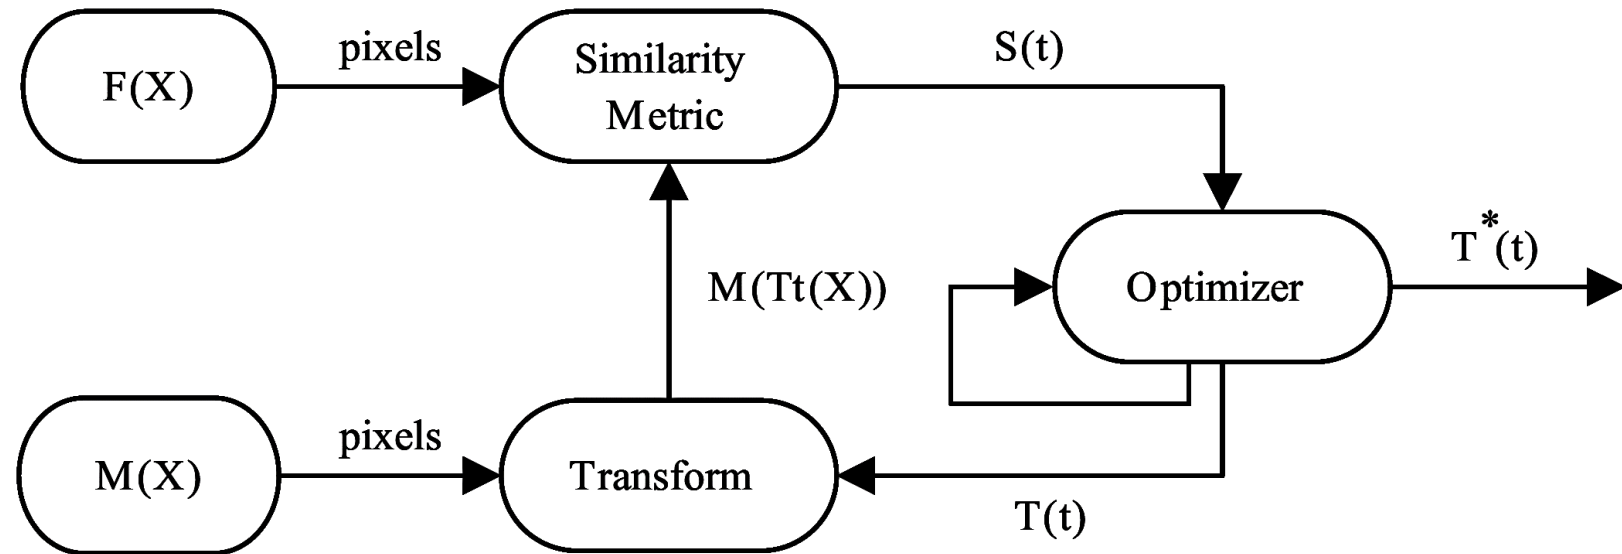 pixels
S(t)
F(X)
Similarity
Metric
T*(t)
M(Tt(X))
Optimizer
pixels
M(X)
Transform
T(t)